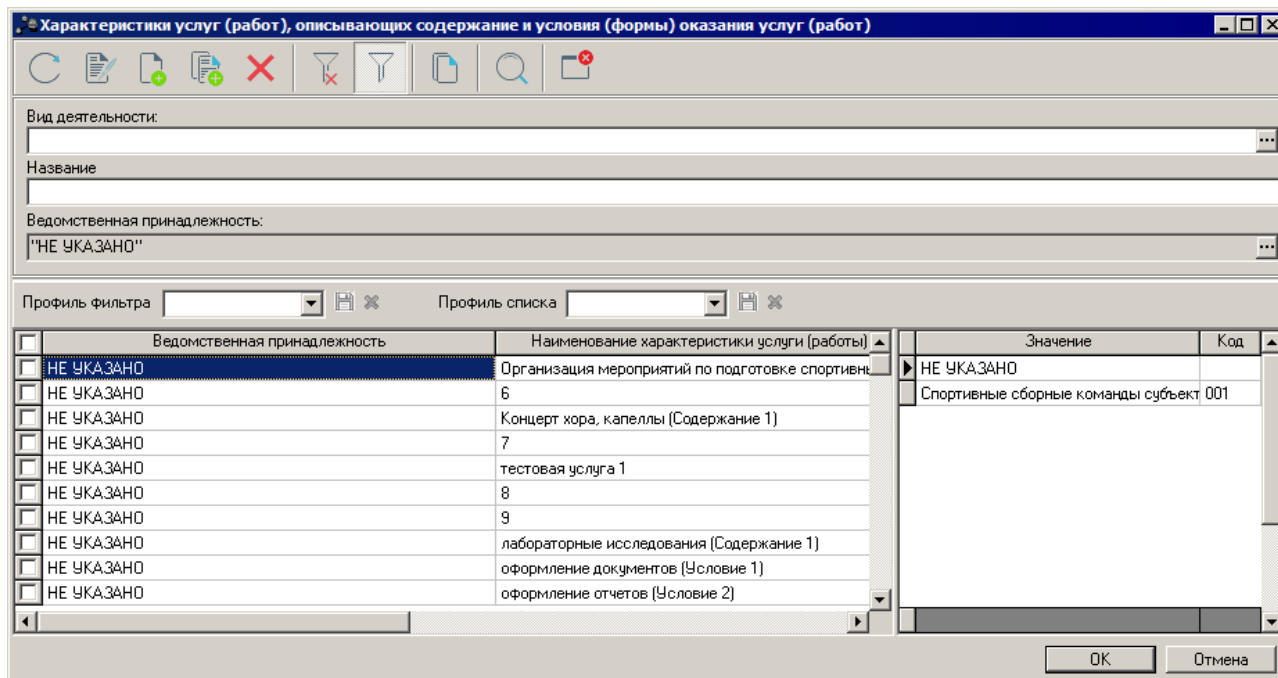 Характеристики услуг (работ), описывающих содержание и условия (формы) оказания услуг (работ)
Вид деятельности:
Название
Ведомственная принадлежность:
"НЕ УКАЗАНО"
Профиль фильтра Профиль списка
Ведомственная принадлежность Наименование характеристики услуги (работы) Значение Код
НЕ УКАЗАНО Организация мероприятий по подготовке спортивн НЕ УКАЗАНО
НЕ УКАЗАНО 6 Спортивные сборные команды субъект 001
НЕ УКАЗАНО Концерт хора, капеллы (Содержание 1)
НЕ УКАЗАНО 7
НЕ УКАЗАНО тестовая услуга 1
НЕ УКАЗАНО 8
НЕ УКАЗАНО 9
НЕ УКАЗАНО лабораторные исследования (Содержание 1)
НЕ УКАЗАНО оформление документов (Условие 1)
НЕ УКАЗАНО оформление отчетов (Условие 2)
OK Отмена